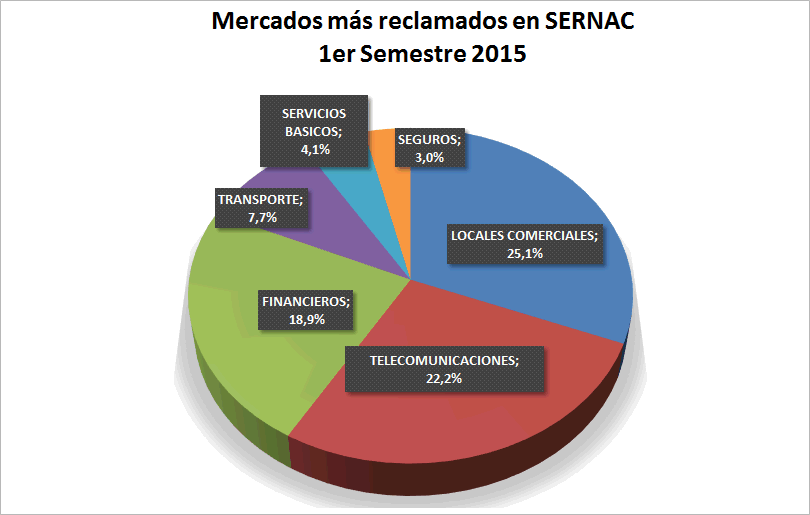 Mercados más reclamados en SERNAC
1er Semestre 2015
SERVICIOS
BASICOS;
4,1%
SEGUROS;
3,0%
TRANSPORTE;
7,7%
LOCALES COMERCIALES;
25,1%
FINANCIEROS;
18,9%
TELECOMUNICACIONES;
22,2%